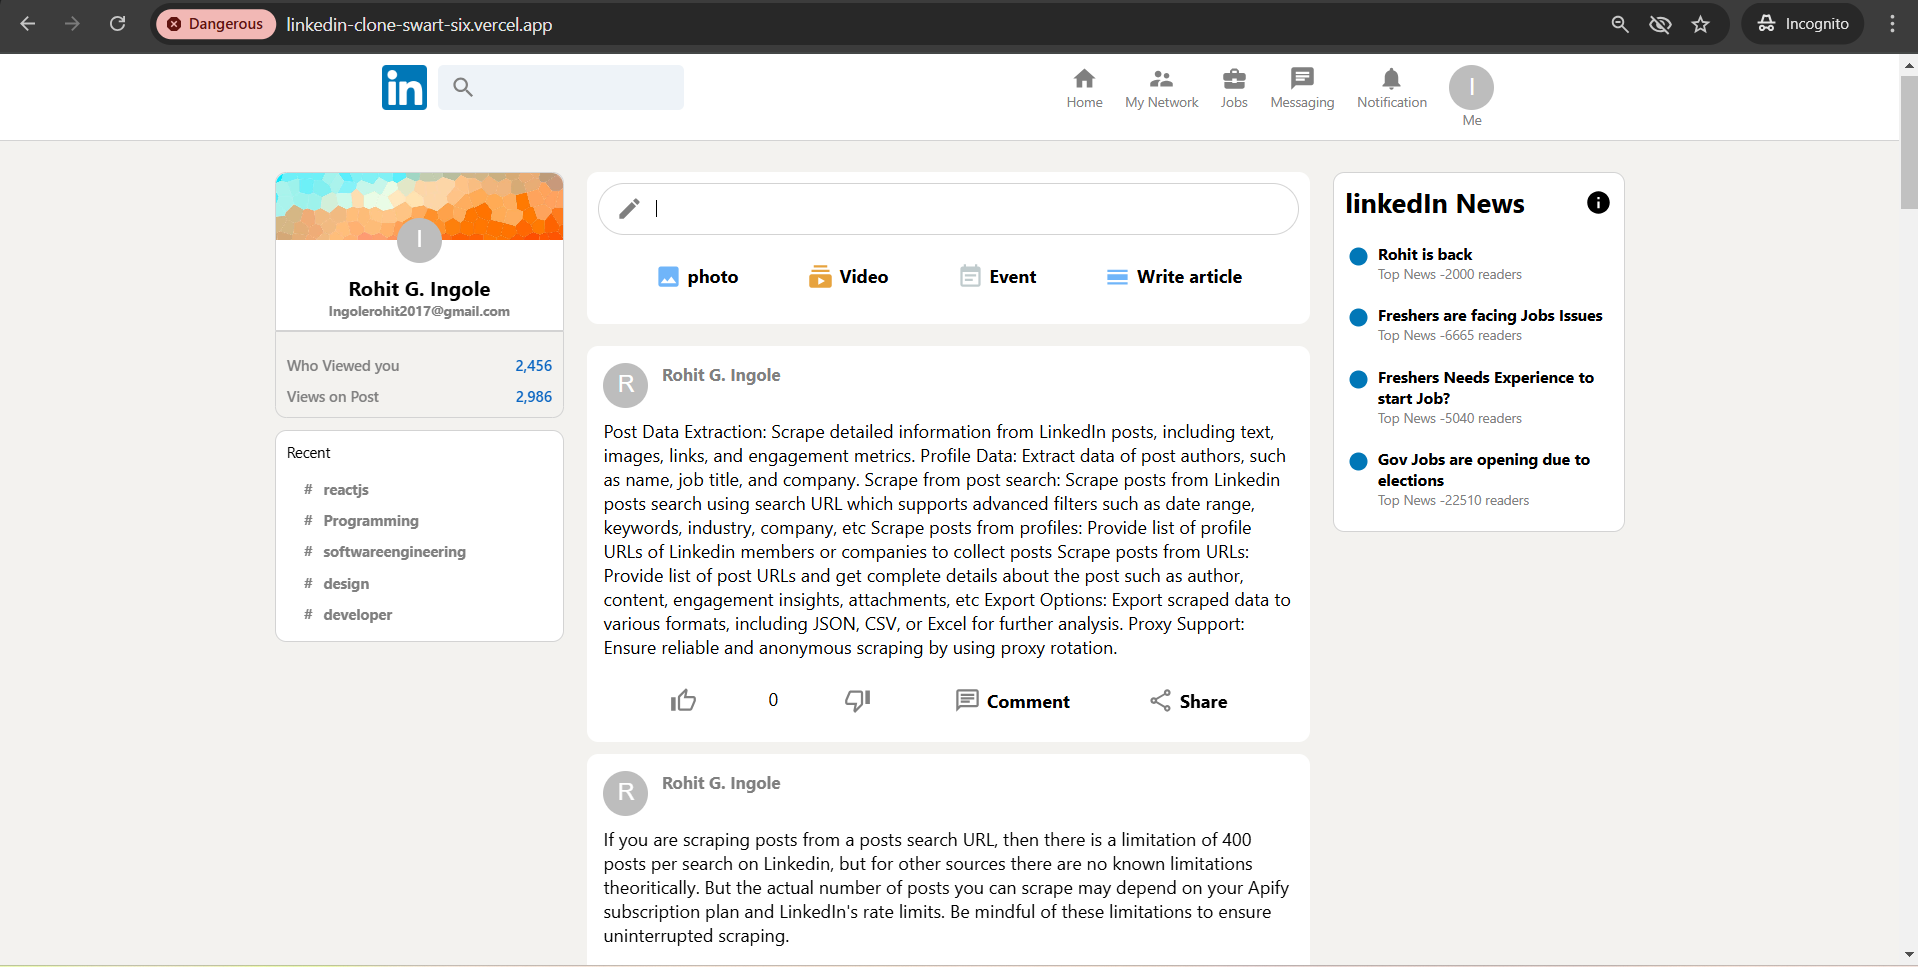 Dangerous linkedin-clone-swart-six.vercel.app Incognito
in
Home My Network Jobs Messaging Notification I
Me
I
Rohit G. Ingole
Ingolerohit2017@gmail.com
Who Viewed you 2,456
Views on Post 2,986
Recent
# reactjs
# Programming
# softwareengineering
# design
# developer
photo Video Event Write article
R Rohit G. Ingole
Post Data Extraction: Scrape detailed information from LinkedIn posts, including text,
images, links, and engagement metrics. Profile Data: Extract data of post authors, such
as name, job title, and company. Scrape from post search: Scrape posts from Linkedin
posts search using search URL which supports advanced filters such as date range,
keywords, industry, company, etc Scrape posts from profiles: Provide list of profile
URLs of Linkedin members or companies to collect posts Scrape posts from URLs:
Provide list of post URLs and get complete details about the post such as author,
content, engagement insights, attachments, etc Export Options: Export scraped data to
various formats, including JSON, CSV, or Excel for further analysis. Proxy Support:
Ensure reliable and anonymous scraping by using proxy rotation.
0 Comment Share
R Rohit G. Ingole
If you are scraping posts from a posts search URL, then there is a limitation of 400
posts per search on Linkedin, but for other sources there are no known limitations
theoritically. But the actual number of posts you can scrape may depend on your Apify
subscription plan and LinkedIn's rate limits. Be mindful of these limitations to ensure
uninterrupted scraping.
linkedIn News
Rohit is back
Top News -2000 readers
Freshers are facing Jobs Issues
Top News -6665 readers
Freshers Needs Experience to
start Job?
Top News -5040 readers
Gov Jobs are opening due to
elections
Top News -22510 readers